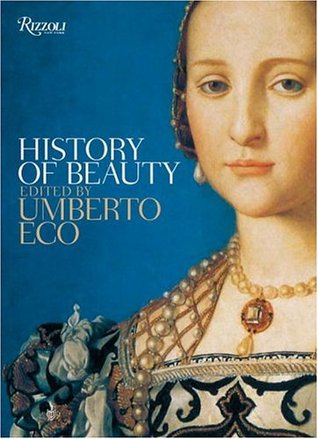 RIZZOLI
NEW YORK
HISTORY
OF BEAUTY
EDITED BY
UMBERTO
ECO